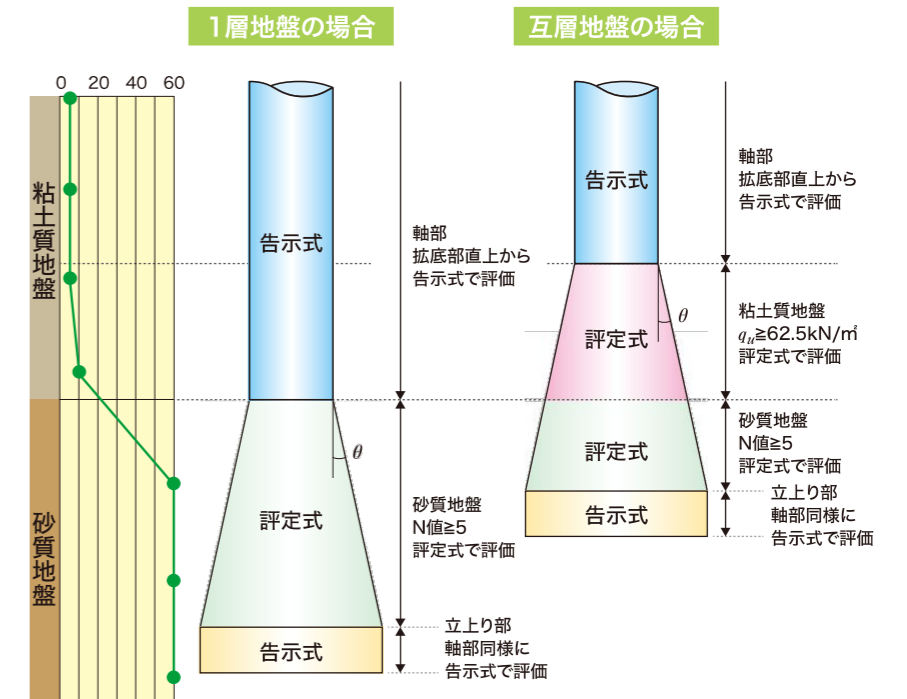 1層地盤の場合
互層地盤の場合
0 20 40 60
粘土質地盤
砂質地盤
告示式
軸部
拡底部直上から
告示式で評価
θ
評定式
砂質地盤
N値≧5
評定式で評価
告示式
立上り部
軸部同様に
告示式で評価
告示式
軸部
拡底部直上から
告示式で評価
θ
評定式
粘土質地盤
qu≧62.5kN/㎡
評定式で評価
評定式
砂質地盤
N値≧5
評定式で評価
告示式
立上り部
軸部同様に
告示式で評価